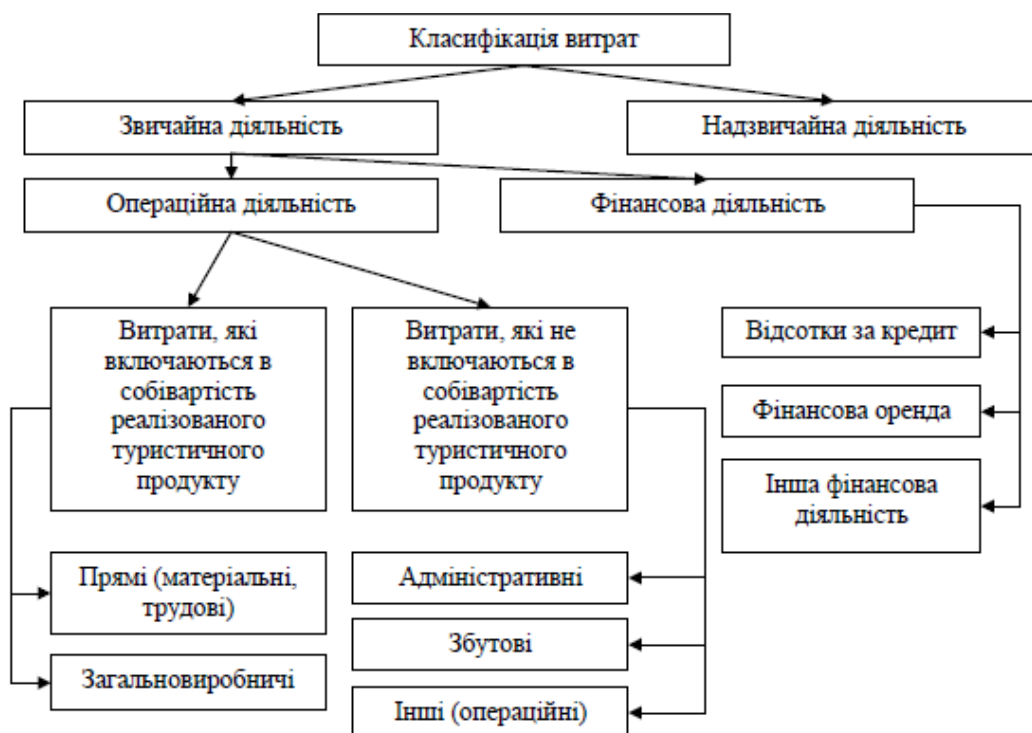 Класифікація витрат
Звичайна діяльність
Надзвичайна діяльність
Операційна діяльність
Фінансова діяльність
Витрати, які
включаються в
собівартість
реалізованого
туристичного
продукту
Витрати, які не
включаються в
собівартість
реалізованого
туристичного
продукту
Відсотки за кредит
Фінансова оренда
Інша фінансова
діяльність
Прямі (матеріальні,
трудові)
Загальновиробничі
Адміністративні
Збутові
Інші (операційні)